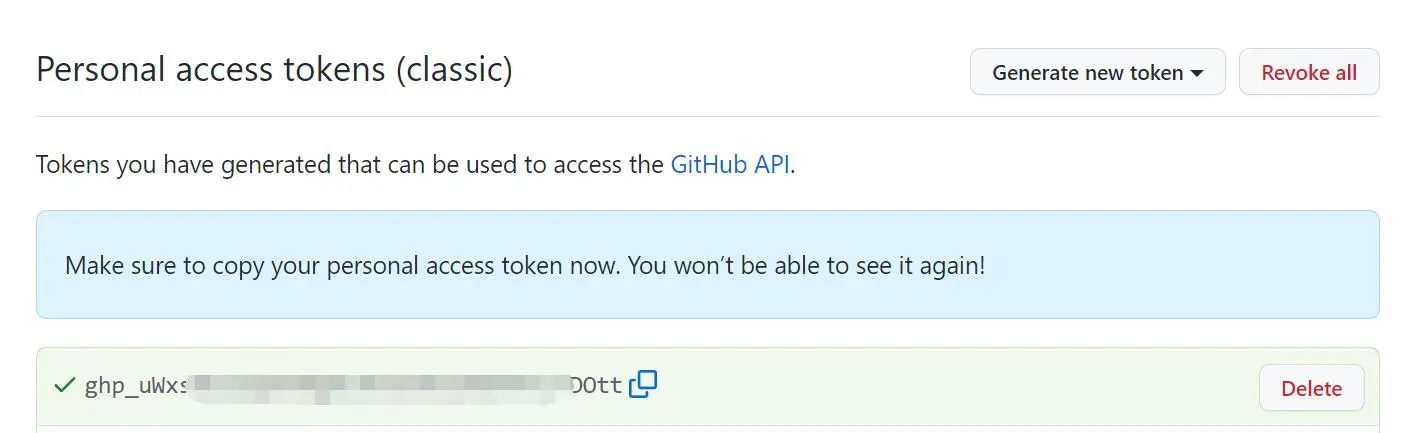 Personal access tokens (classic)
Generate new token
Revoke all
Tokens you have generated that can be used to access the GitHub API.
Make sure to copy your personal access token now. You won’t be able to see it again!
ghp_uWxs DOtt
Delete